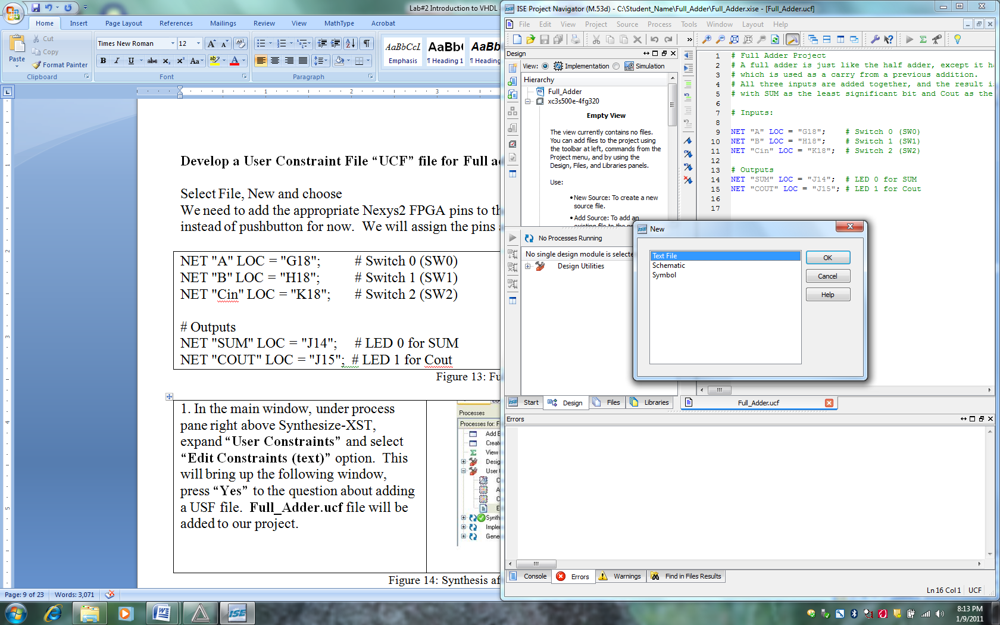 Lab#2 Introduction to VHDL
Home Insert Page Layout References Mailings Review View MathType Acrobat
Paste
Cut
Copy
Format Painter
Clipboard
Times New Roman 12
Font
Paragraph
AaBbCcI AaBb AaBb
Emphasis ¶ Heading 1 ¶ Heading
1 2 3
Develop a User Constraint File “UCF” file for Full a
Select File, New and choose
We need to add the appropriate Nexys2 FPGA pins to th
instead of pushbutton for now. We will assign the pins
NET "A" LOC = "G18"; # Switch 0 (SW0)
NET "B" LOC = "H18"; # Switch 1 (SW1)
NET "Cin" LOC = "K18"; # Switch 2 (SW2)
# Outputs
NET "SUM" LOC = "J14"; # LED 0 for SUM
NET "COUT" LOC = "J15"; # LED 1 for Cout
Figure 13: Fu
1. In the main window, under process
pane right above Synthesize-XST,
expand “User Constraints” and select
“Edit Constraints (text)” option. This
will bring up the following window,
press “Yes” to the question about adding
a USF file. Full_Adder.ucf file will be
added to our project.
Processes
Processes for: F
Add E
Create
View
Desig
User
Synth
Implem
Gene
Figure 14: Synthesis af
Page: 9 of 23 Words: 3,071
ISE Project Navigator (M.53d) - C:\Student_Name\Full_Adder\Full_Adder.xise - [Full_Adder.ucf]
File Edit View Project Source Process Tools Window Layout Help
Design
View: Implementation Simulation
Hierarchy
Full_Adder
xc3s500e-4fg320
Empty View
The view currently contains no files.
You can add files to the project using
the toolbar at left, commands from the
Project menu, and by using the
Design, Files, and Libraries panels.
Use:
• New Source: To create a new
source file.
• Add Source: To add an
existing file to the pr
No Processes Running
No single design module is selecte
Design Utilities
Start Design Files Libraries
1 # Full Adder Project
2 # A full adder is just like the half adder, except it ha
3 # which is used as a carry from a previous addition.
4 # All three inputs are added together, and the result i
5 # with SUM as the least significant bit and Cout as the
6
7 # Inputs:
8
9 NET "A" LOC = "G18"; # Switch 0 (SW0)
10 NET "B" LOC = "H18"; # Switch 1 (SW1)
11 NET "Cin" LOC = "K18"; # Switch 2 (SW2)
12
13 # Outputs
14 NET "SUM" LOC = "J14"; # LED 0 for SUM
15 NET "COUT" LOC = "J15"; # LED 1 for Cout
16
17
New
Text File
Schematic
Symbol
OK
Cancel
Help
Full_Adder.ucf
Errors
Console Errors Warnings Find in Files Results
Ln 16 Col 1 UCF
ISE
8:13 PM
1/9/2011